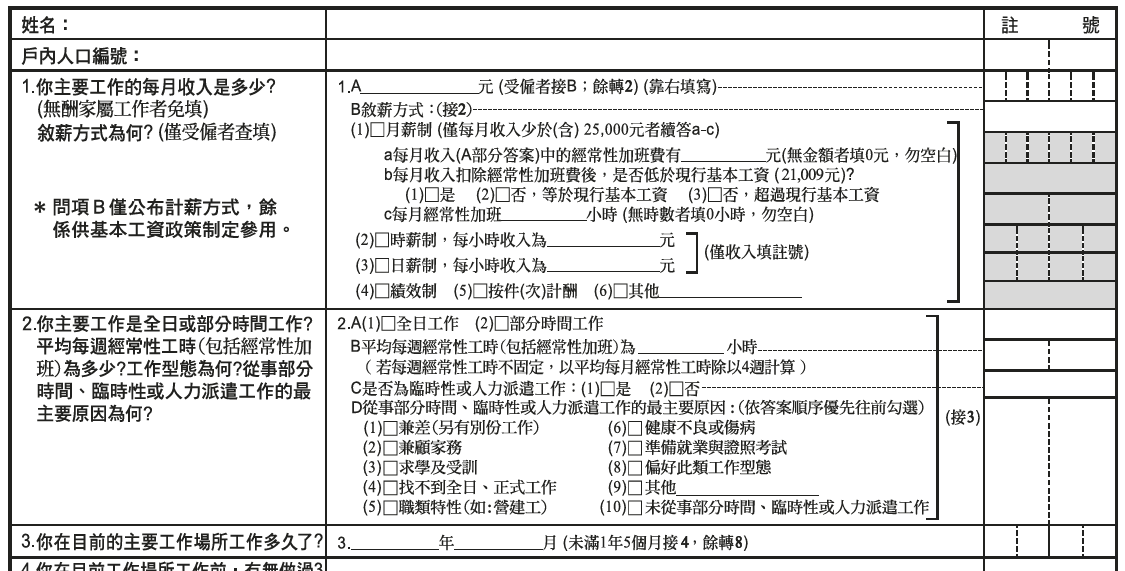 姓名：
註 號
戶內人口編號：
1.你主要工作的每月收入是多少?
(無酬家屬工作者免填)
敘薪方式為何? (僅受僱者查填)
＊ 問項 B 僅公布計薪方式，餘
係供基本工資政策制定參用。
1.A____________元 (受僱者接B；餘轉2) (靠右填寫)
B敘薪方式：(接2)
(1)□月薪制 (僅每月收入少於(含) 25,000元者續答a-c)
a每月收入(A部分答案)中的經常性加班費有__________元(無金額者填0元，勿空白)
b每月收入扣除經常性加班費後，是否低於現行基本工資 (21,009元)?
(1)□是 (2)□否，等於現行基本工資 (3)□否，超過現行基本工資
c每月經常性加班__________小時 (無時數者填0小時，勿空白)
(2)□時薪制，每小時收入為____________元
(3)□日薪制，每小時收入為____________元
(僅收入填註號)
(4)□績效制 (5)□按件(次)計酬 (6)□其他________________
2.你主要工作是全日或部分時間工作?
平均每週經常性工時(包括經常性加
班)為多少?工作型態為何?從事部分
時間、臨時性或人力派遣工作的最
主要原因為何?
2.A(1)□全日工作 (2)□部分時間工作
B平均每週經常性工時(包括經常性加班)為__________ 小時
（ 若每週經常性工時不固定，以平均每月經常性工時除以4週計算 ）
C是否為臨時性或人力派遣工作：(1)□是 (2)□否
D從事部分時間、臨時性或人力派遣工作的最主要原因：(依答案順序優先往前勾選)
(1)□兼差(另有別份工作) (6)□健康不良或傷病
(2)□兼顧家務 (7)□準備就業與證照考試
(3)□求學及受訓 (8)□偏好此類工作型態
(4)□找不到全日、正式工作 (9)□其他________________
(5)□職類特性(如:營建工) (10)□未從事部分時間、臨時性或人力派遣工作
(接3)
3.你在目前的主要工作場所工作多久了?
3.__________年__________月 (未滿1年5個月接 4，餘轉8)
4.你在目前工作場所工作前，有無做過3